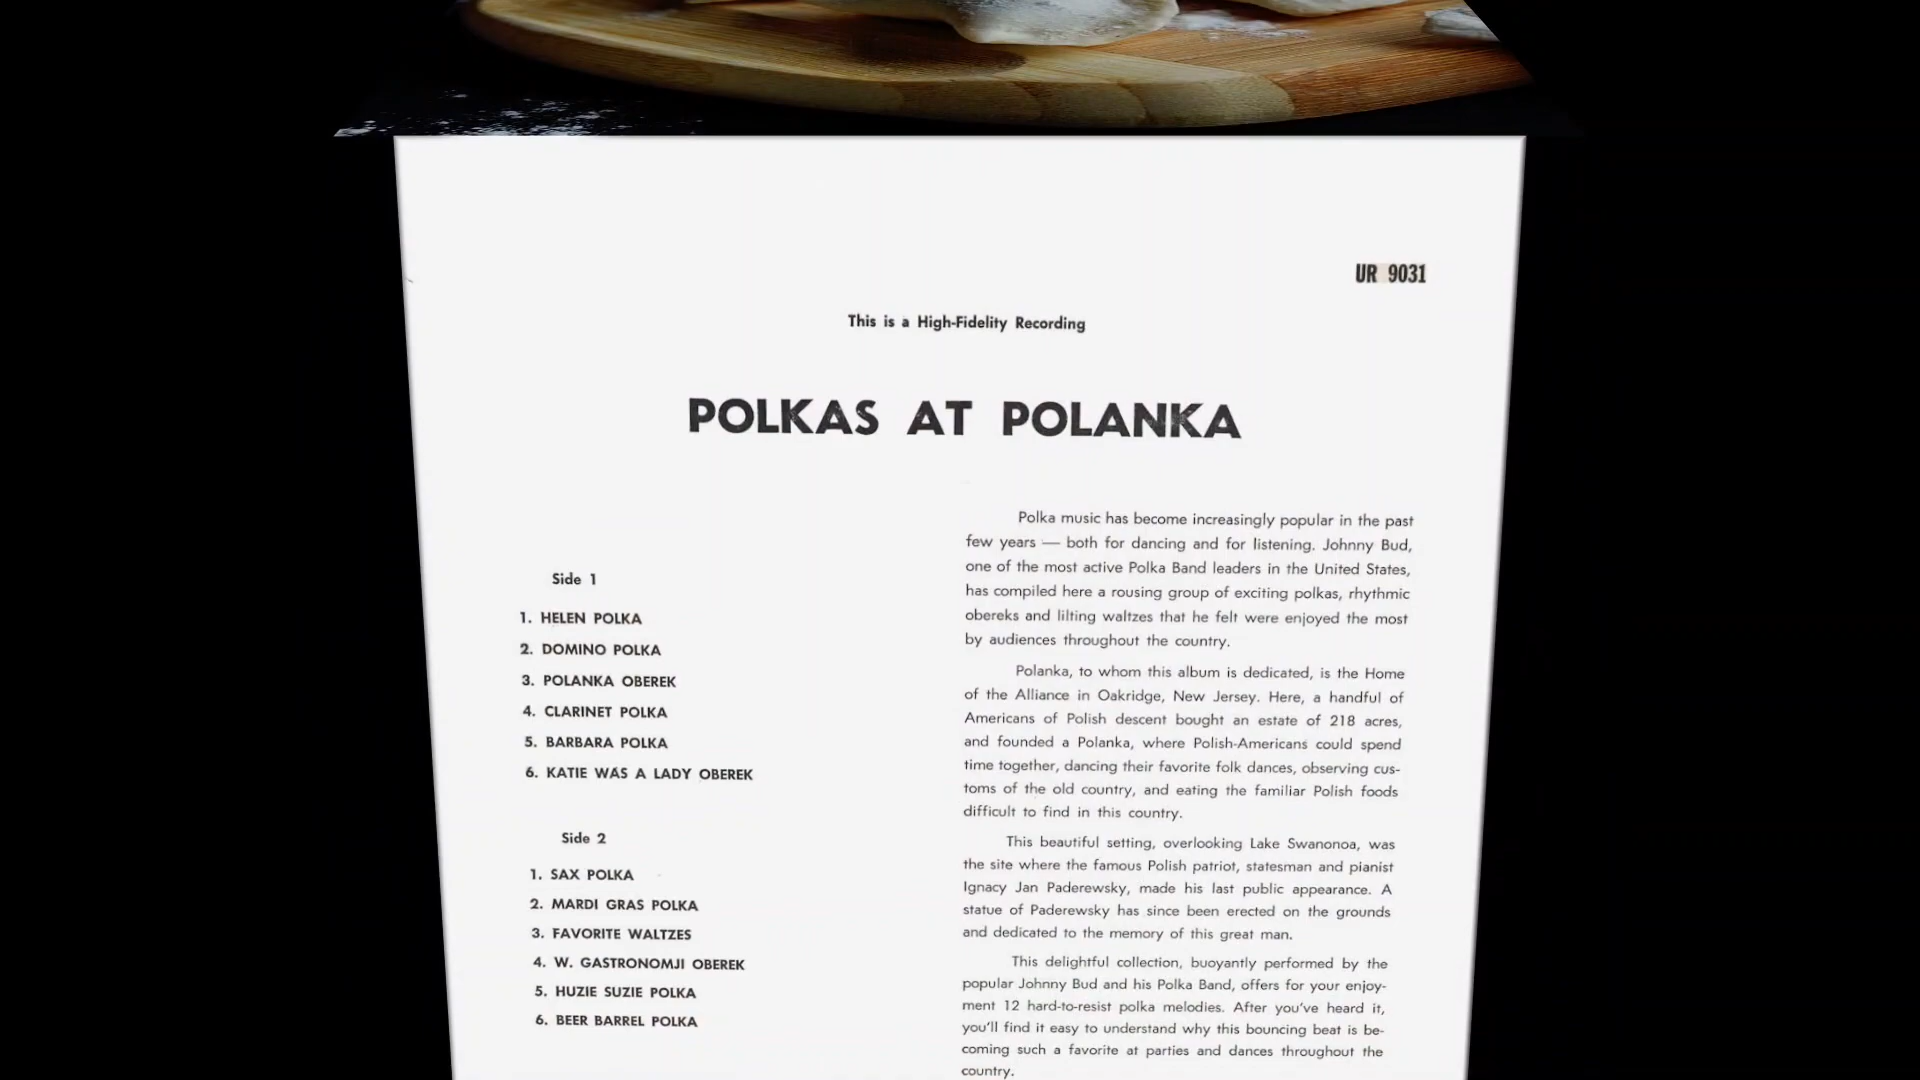 UR 9031
This is a High-Fidelity Recording
POLKAS AT POLANKA
Side 1
1. HELEN POLKA
2. DOMINO POLKA
3. POLANKA OBEREK
4. CLARINET POLKA
5. BARBARA POLKA
6. KATIE WAS A LADY OBEREK
Side 2
1. SAX POLKA
2. MARDI GRAS POLKA
3. FAVORITE WALTZES
4. W. GASTRONOMJI OBEREK
5. HUZIE SUZIE POLKA
6. BEER BARREL POLKA
Polka music has become increasingly popular in the past
few years — both for dancing and for listening. Johnny Bud,
one of the most active Polka Band leaders in the United States,
has compiled here a rousing group of exciting polkas, rhythmic
obereks and lilting waltzes that he felt were enjoyed the most
by audiences throughout the country.
Polanka, to whom this album is dedicated, is the Home
of the Alliance in Oakridge, New Jersey. Here, a handful of
Americans of Polish descent bought an estate of 218 acres,
and founded a Polanka, where Polish-Americans could spend
time together, dancing their favorite folk dances, observing cus-
toms of the old country, and eating the familiar Polish foods
difficult to find in this country.
This beautiful setting, overlooking Lake Swanonoa, was
the site where the famous Polish patriot, statesman and pianist
Ignacy Jan Paderewsky, made his last public appearance. A
statue of Paderewsky has since been erected on the grounds
and dedicated to the memory of this great man.
This delightful collection, buoyantly performed by the
popular Johnny Bud and his Polka Band, offers for your enjoy-
ment 12 hard-to-resist polka melodies. After you've heard it,
you'll find it easy to understand why this bouncing beat is be-
coming such a favorite at parties and dances throughout the
country.